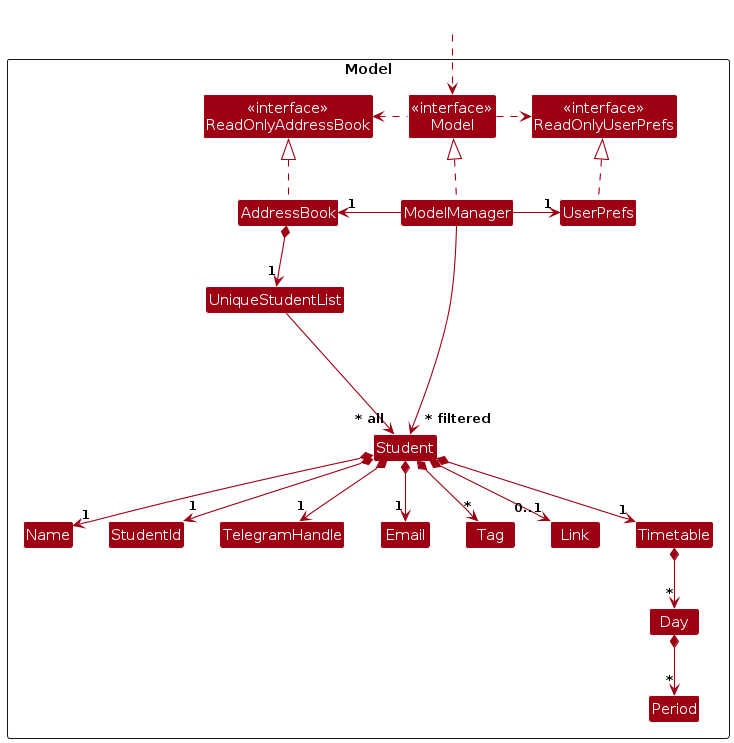 Model
«interface»
ReadOnlyAddressBook
«interface»
Model
«interface»
ReadOnlyUserPrefs
AddressBook
1
ModelManager
1
UserPrefs
1
UniqueStudentList
* all
* filtered
Student
1
1
1
1
*
0..1
1
Name
StudentId
TelegramHandle
Email
Tag
Link
Timetable
*
Day
*
Period